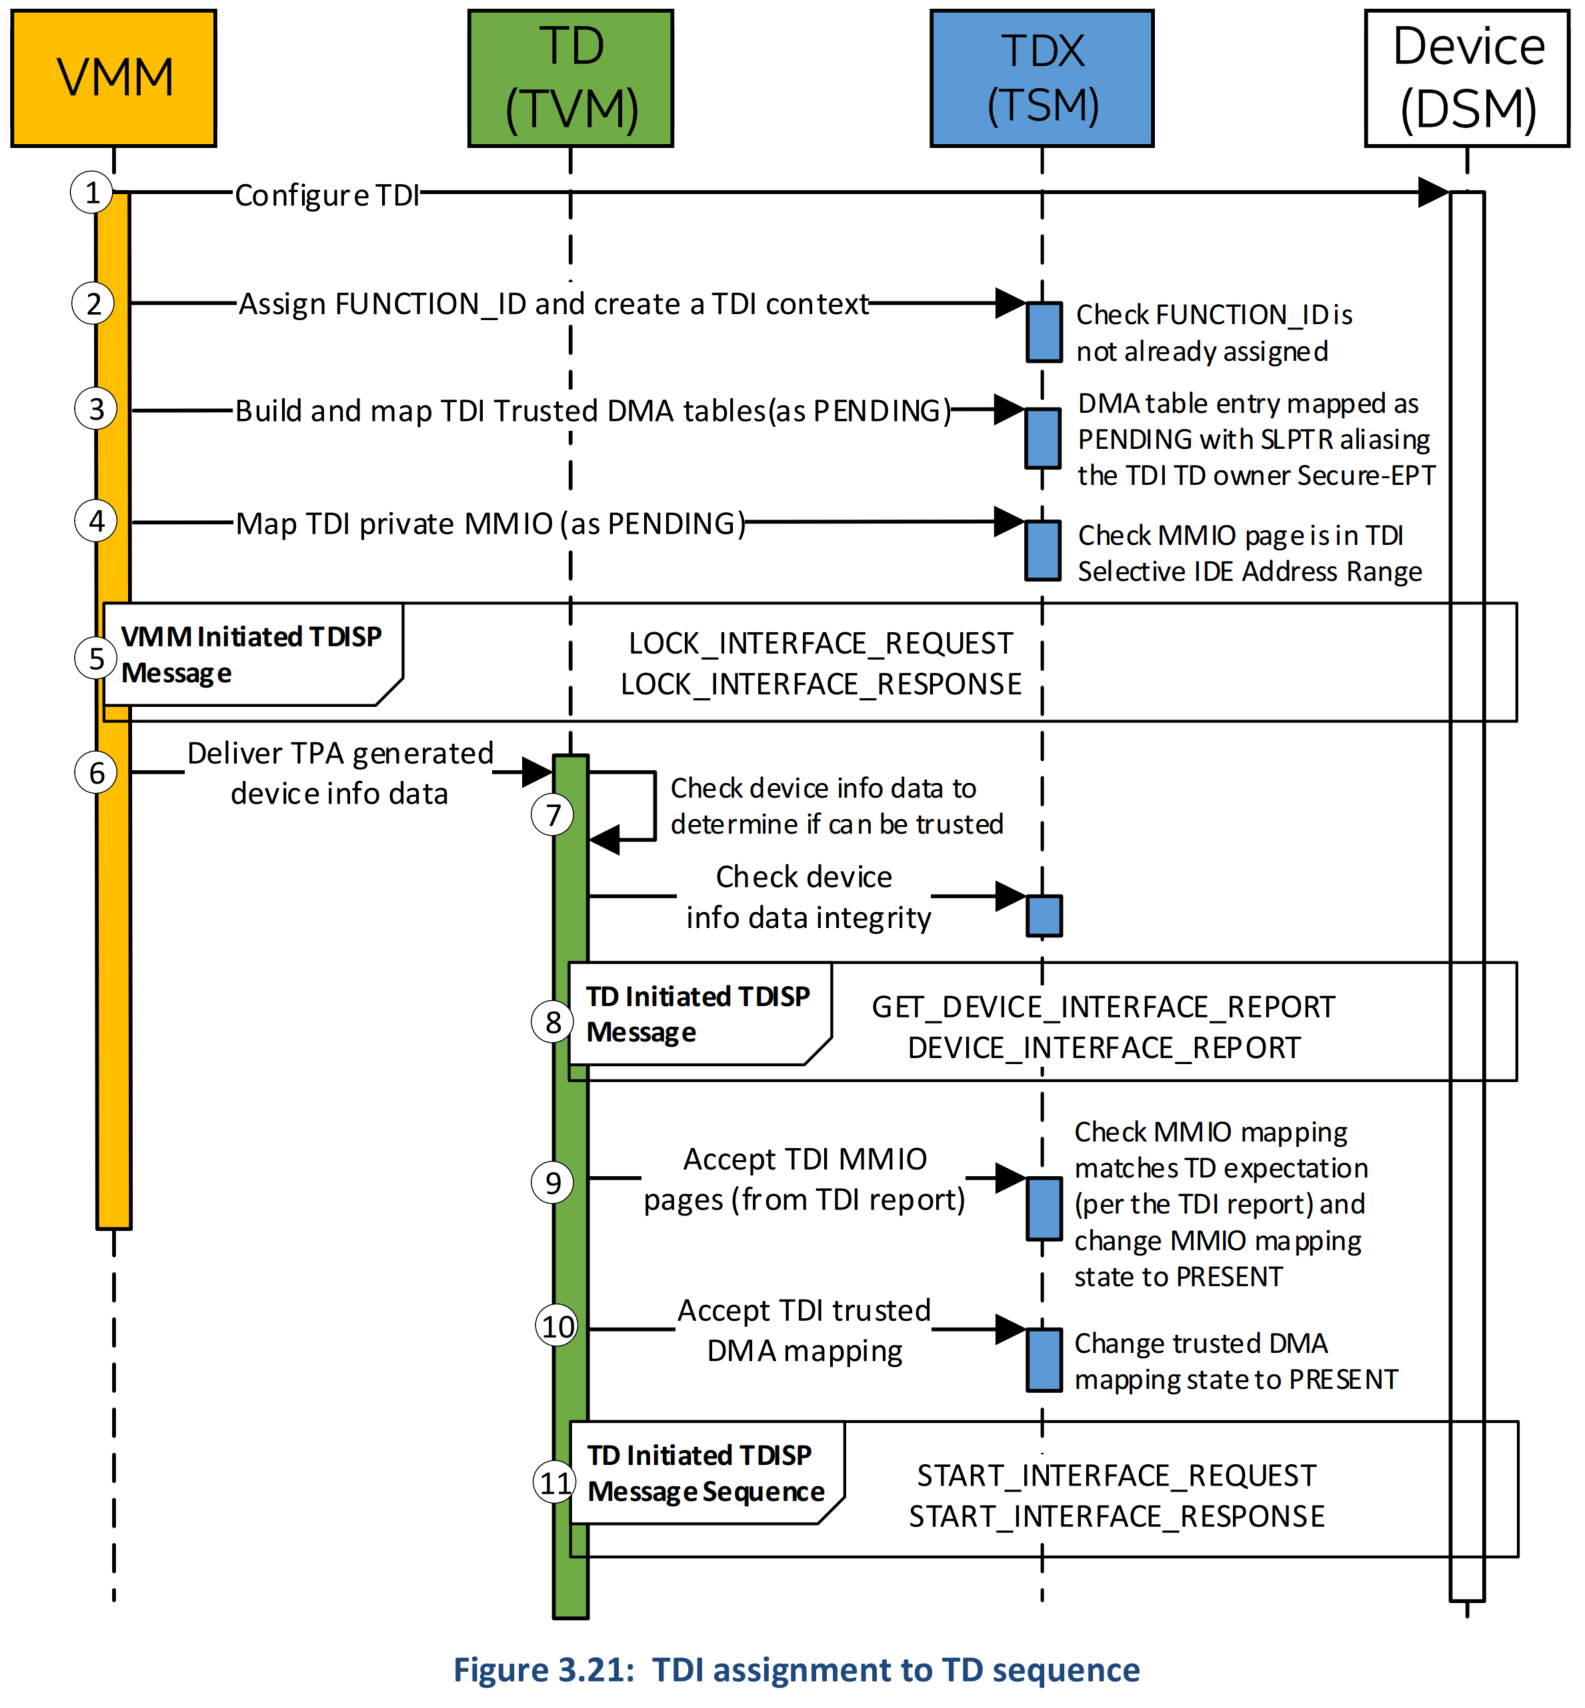 VMM
TD
(TVM)
TDX
(TSM)
Device
(DSM)
1
Configure TDI
2
Assign FUNCTION_ID and create a TDI context
Check FUNCTION_ID is
not already assigned
3
Build and map TDI Trusted DMA tables(as PENDING)
DMA table entry mapped as
PENDING with SLPTR aliasing
the TDI TD owner Secure-EPT
4
Map TDI private MMIO (as PENDING)
Check MMIO page is in TDI
Selective IDE Address Range
5
VMM Initiated TDISP
Message
LOCK_INTERFACE_REQUEST
LOCK_INTERFACE_RESPONSE
6
Deliver TPA generated
device info data
7
Check device info data to
determine if can be trusted
Check device
info data integrity
8
TD Initiated TDISP
Message
GET_DEVICE_INTERFACE_REPORT
DEVICE_INTERFACE_REPORT
9
Accept TDI MMIO
pages (from TDI report)
Check MMIO mapping
matches TD expectation
(per the TDI report) and
change MMIO mapping
state to PRESENT
10
Accept TDI trusted
DMA mapping
Change trusted DMA
mapping state to PRESENT
11
TD Initiated TDISP
Message Sequence
START_INTERFACE_REQUEST
START_INTERFACE_RESPONSE
Figure 3.21: TDI assignment to TD sequence